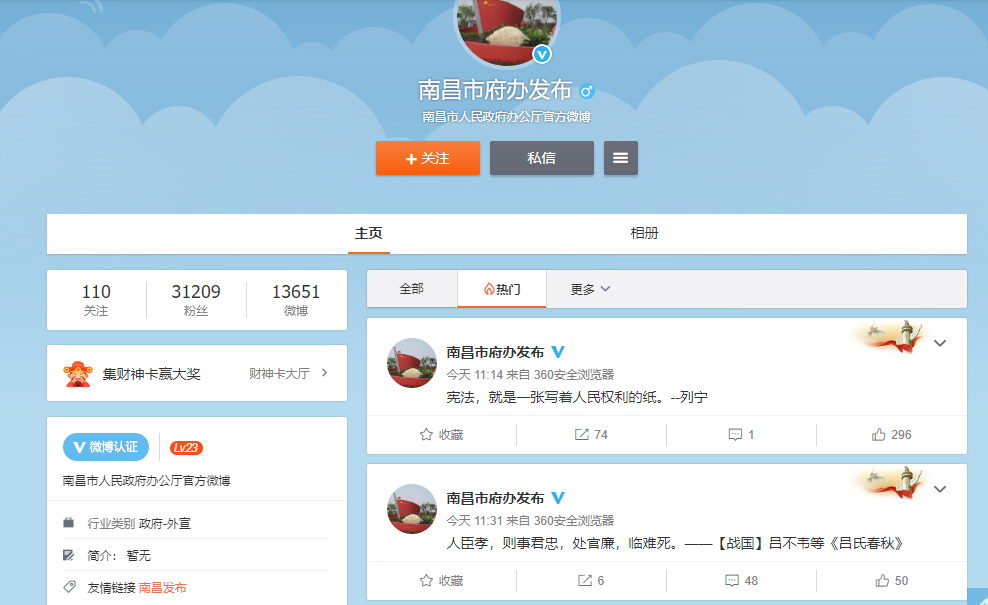 南昌市府办发布
南昌市人民政府办公厅官方微博
+ 关注
私信
主页
相册
110
关注
31209
粉丝
13651
微博
集财神卡赢大奖
财神卡大厅
V 微博认证
Lv23
南昌市人民政府办公厅官方微博
行业类别 政府-外宣
简介： 暂无
友情链接 南昌发布
全部
热门
更多
南昌市府办发布 V
今天 11:14 来自 360安全浏览器
宪法，就是一张写着人民权利的纸。--列宁
收藏
74
1
296
南昌市府办发布 V
今天 11:31 来自 360安全浏览器
人臣孝，则事君忠，处官廉，临难死。——【战国】吕不韦等《吕氏春秋》
收藏
6
48
50